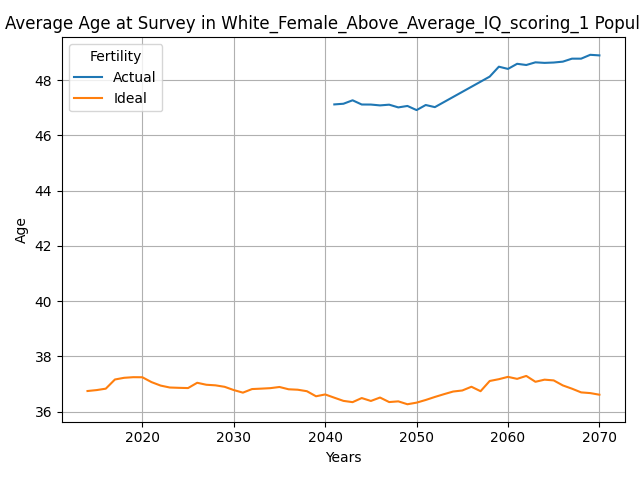 Average Age at Survey in White_Female_Above_Average_IQ_scoring_1 Popul
Fertility
Actual
Ideal
48
46
44
42
40
38
36
Age
2020 2030 2040 2050 2060 2070
Years